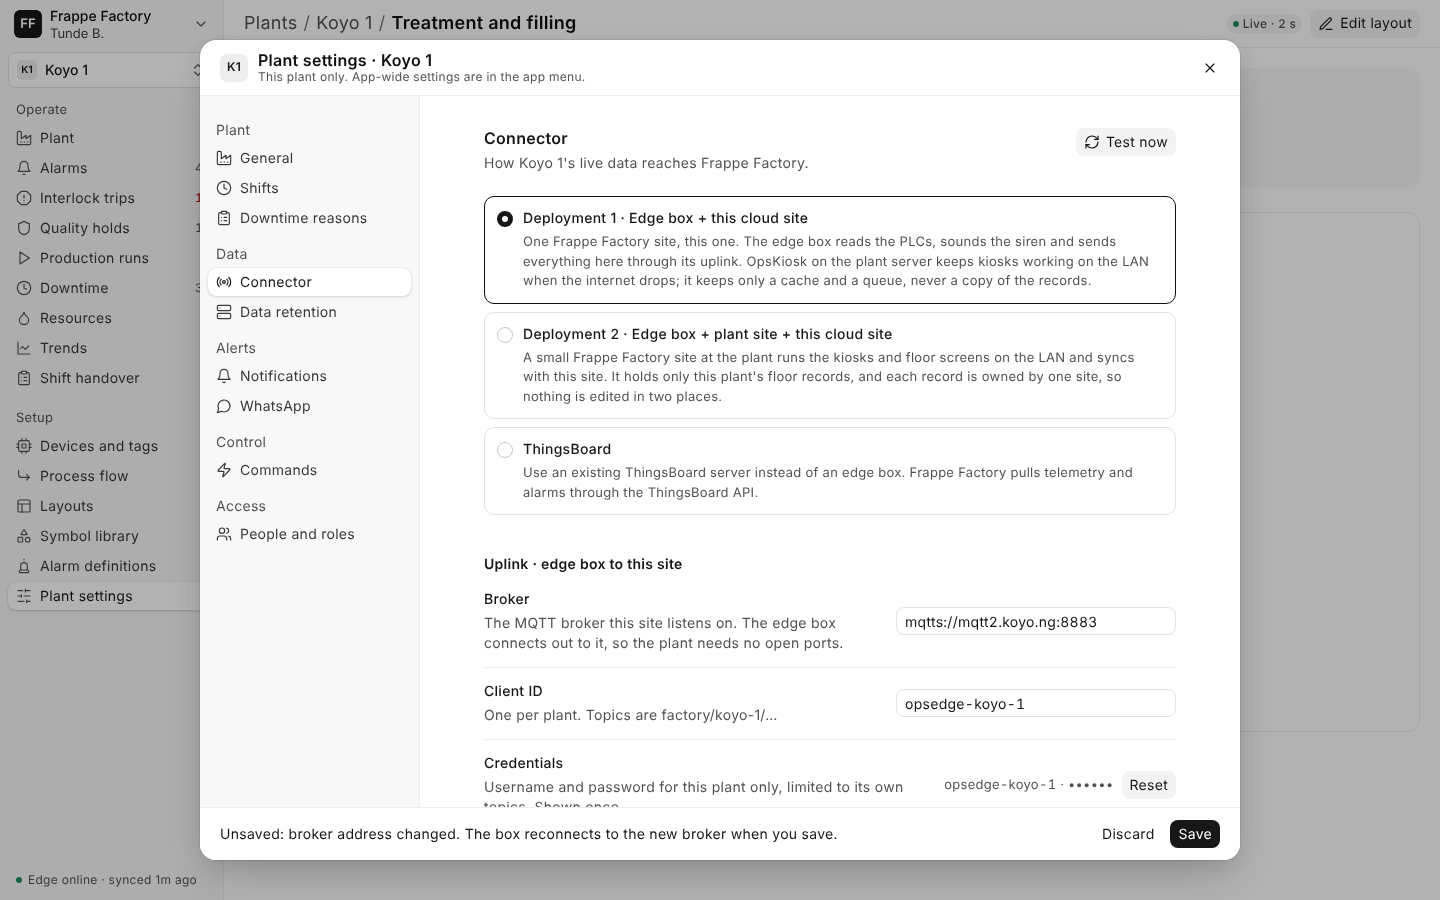 FF
Frappe Factory
Tunde B.
Plants / Koyo 1 / Treatment and filling
Live · 2 s
Edit layout
K1
Koyo 1
Operate
Plant
Alarms
Interlock trips
Quality holds
Production runs
Downtime
Resources
Trends
Shift handover
Setup
Devices and tags
Process flow
Layouts
Symbol library
Alarm definitions
Plant settings
Edge online · synced 1m ago
K1
Plant settings · Koyo 1
This plant only. App-wide settings are in the app menu.
Plant
General
Shifts
Downtime reasons
Data
Connector
Data retention
Alerts
Notifications
WhatsApp
Control
Commands
Access
People and roles
Connector
How Koyo 1's live data reaches Frappe Factory.
Test now
Deployment 1 · Edge box + this cloud site
One Frappe Factory site, this one. The edge box reads the PLCs, sounds the siren and sends
everything here through its uplink. OpsKiosk on the plant server keeps kiosks working on the LAN
when the internet drops; it keeps only a cache and a queue, never a copy of the records.
Deployment 2 · Edge box + plant site + this cloud site
A small Frappe Factory site at the plant runs the kiosks and floor screens on the LAN and syncs
with this site. It holds only this plant's floor records, and each record is owned by one site, so
nothing is edited in two places.
ThingsBoard
Use an existing ThingsBoard server instead of an edge box. Frappe Factory pulls telemetry and
alarms through the ThingsBoard API.
Uplink · edge box to this site
Broker
The MQTT broker this site listens on. The edge box
connects out to it, so the plant needs no open ports.
mqtts://mqtt2.koyo.ng:8883
Client ID
One per plant. Topics are factory/koyo-1/…
opsedge-koyo-1
Credentials
Username and password for this plant only, limited to its own
topics. Shown once.
opsedge-koyo-1 · ••••••
Reset
Unsaved: broker address changed. The box reconnects to the new broker when you save.
Discard
Save